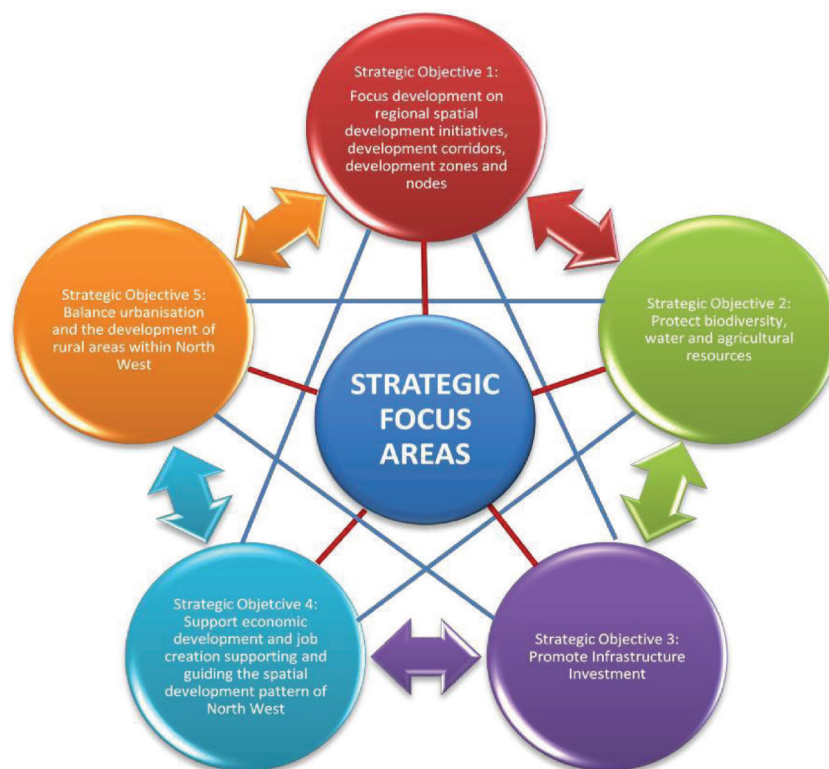 Strategic Objective 1:
Focus development on
regional spatial
development initiatives,
development corridors,
development zones and
nodes
Strategic Objective 5:
Balance urbanisation
and the development of
rural areas within North
West
Strategic Objective 2:
Protect biodiversity,
water and agricultural
resources
STRATEGIC
FOCUS
AREAS
Strategic Objetcive 4:
Support economic
development and job
creation supporting and
guiding the spatial
development pattern of
North West
Strategic Objective 3:
Promote Infrastructure
Investment